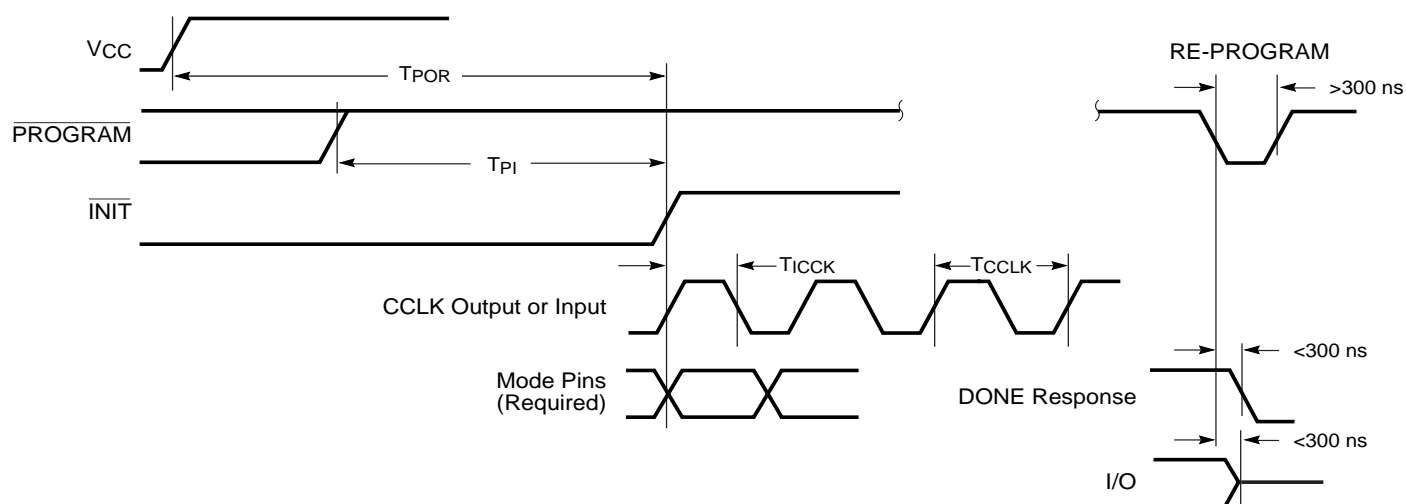 VCC
TPOR
RE-PROGRAM
>300 ns
PROGRAM
TPI
INIT
TICCK
TCCLK
CCLK Output or Input
<300 ns
Mode Pins
(Required)
DONE Response
<300 ns
I/O